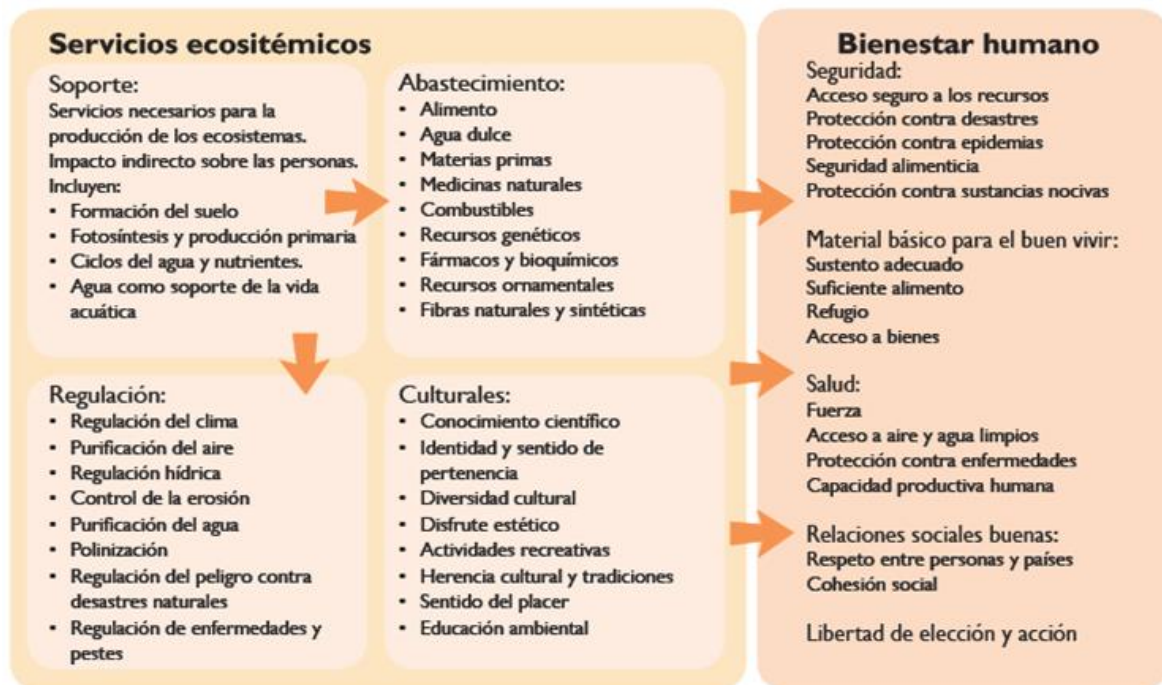 Servicios ecositémicos
Soporte:
Servicios necesarios para la
producción de los ecosistemas.
Impacto indirecto sobre las personas.
Incluyen:
• Formación del suelo
• Fotosíntesis y producción primaria
• Ciclos del agua y nutrientes.
• Agua como soporte de la vida
acuática
Abastecimiento:
• Alimento
• Agua dulce
• Materias primas
• Medicinas naturales
• Combustibles
• Recursos genéticos
• Fármacos y bioquímicos
• Recursos ornamentales
• Fibras naturales y sintéticas
Regulación:
• Regulación del clima
• Purificación del aire
• Regulación hídrica
• Control de la erosión
• Purificación del agua
• Polinización
• Regulación del peligro contra
desastres naturales
• Regulación de enfermedades y
pestes
Culturales:
• Conocimiento científico
• Identidad y sentido de
pertenencia
• Diversidad cultural
• Disfrute estético
• Actividades recreativas
• Herencia cultural y tradiciones
• Sentido del placer
• Educación ambiental
Bienestar humano
Seguridad:
Acceso seguro a los recursos
Protección contra desastres
Protección contra epidemias
Seguridad alimenticia
Protección contra sustancias nocivas
Material básico para el buen vivir:
Sustento adecuado
Suficiente alimento
Refugio
Acceso a bienes
Salud:
Fuerza
Acceso a aire y agua limpios
Protección contra enfermedades
Capacidad productiva humana
Relaciones sociales buenas:
Respeto entre personas y países
Cohesión social
Libertad de elección y acción